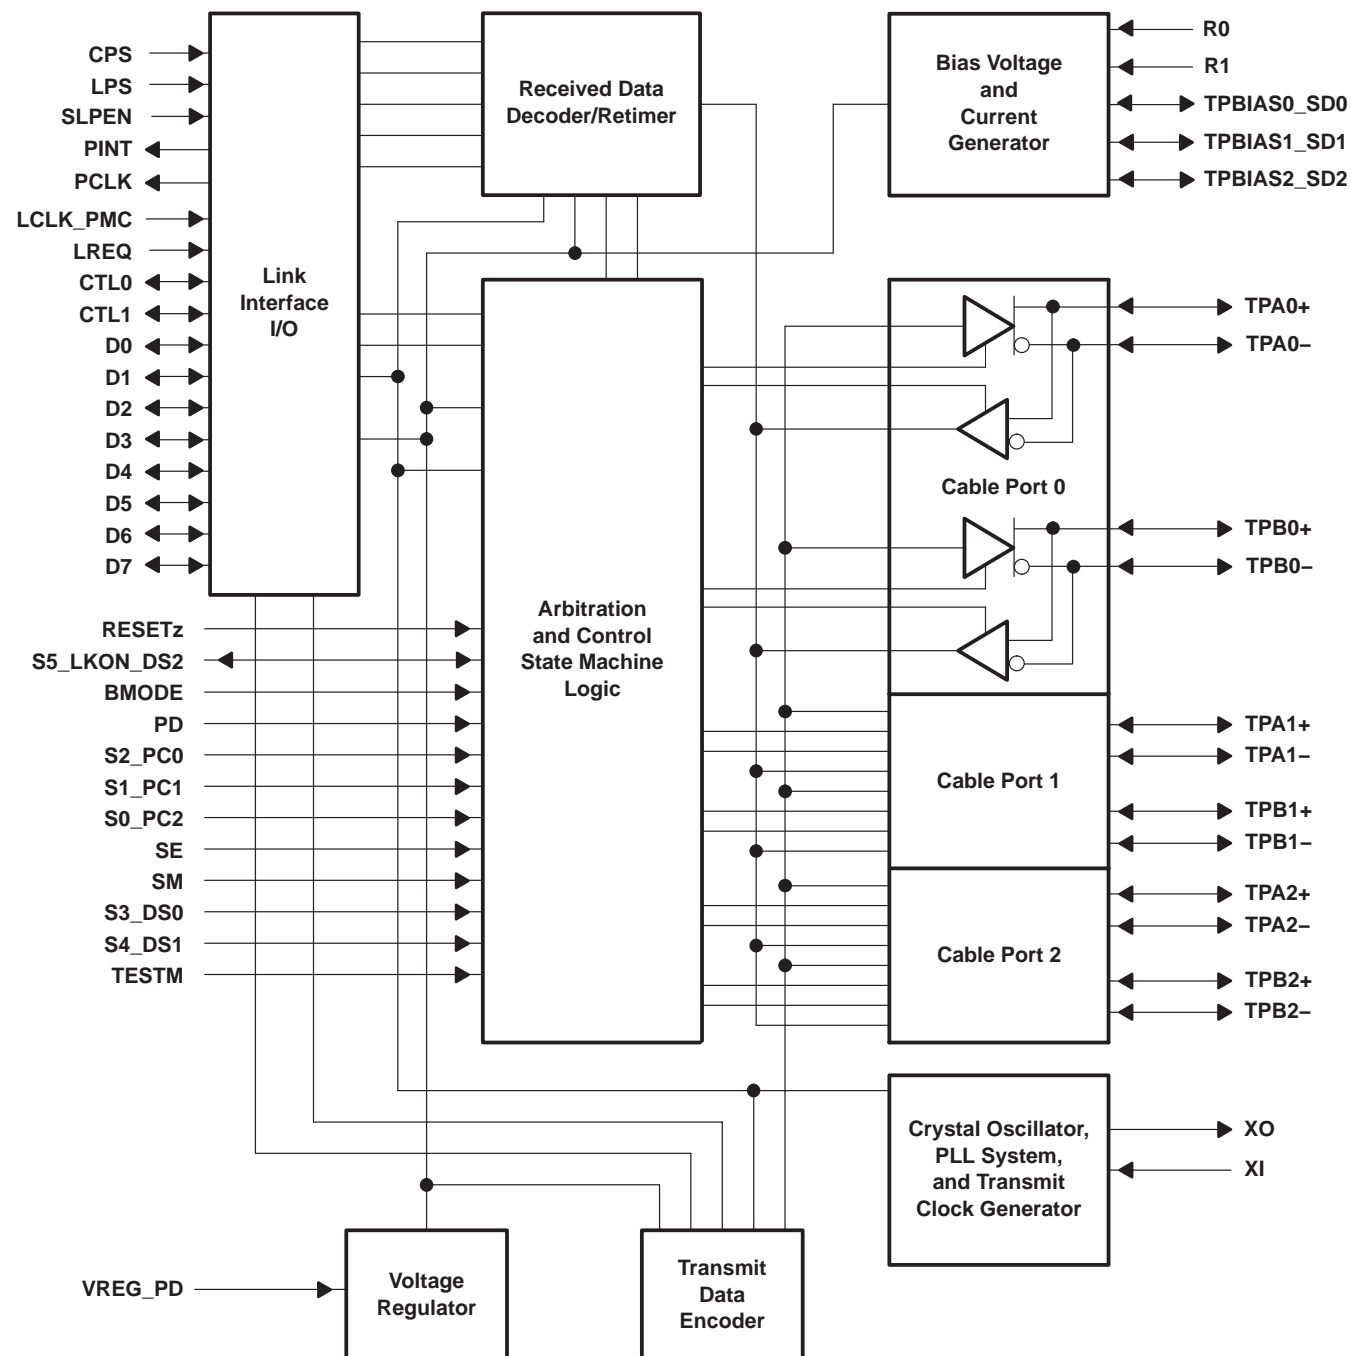 CPS
LPS
SLPEN
PINT
PCLK
LCLK_PMC
LREQ
CTL0
CTL1
D0
D1
D2
D3
D4
D5
D6
D7
RESETz
S5_LKON_DS2
BMODE
PD
S2_PC0
S1_PC1
S0_PC2
SE
SM
S3_DS0
S4_DS1
TESTM
VREG_PD
Link
Interface
I/O
Received Data
Decoder/Retimer
Arbitration
and Control
State Machine
Logic
Voltage
Regulator
Transmit
Data
Encoder
Bias Voltage
and
Current
Generator
Cable Port 0
Cable Port 1
Cable Port 2
Crystal Oscillator,
PLL System,
and Transmit
Clock Generator
R0
R1
TPBIAS0_SD0
TPBIAS1_SD1
TPBIAS2_SD2
TPA0+
TPA0−
TPB0+
TPB0−
TPA1+
TPA1−
TPB1+
TPB1−
TPA2+
TPA2−
TPB2+
TPB2−
XO
XI